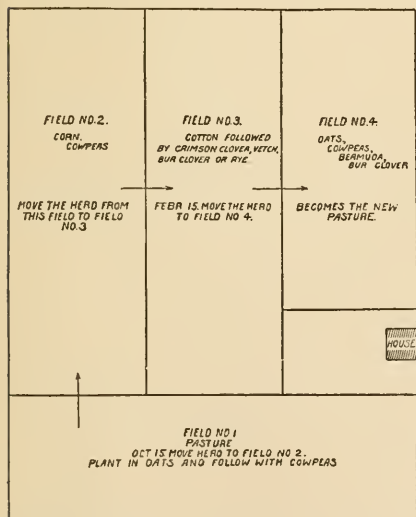 FIELD NO.2.
CORN.
COWPEAS
MOVE THE HERD FROM
THIS FIELD TO FIELD
NO.3
FIELD NO.3.
COTTON FOLLOWED
BY CRIMSON CLOVER, VETCH,
BUR CLOVER OR RYE
FEBR 15. MOVE THE HERD
TO FIELD NO 4.
FIELD NO.4.
OATS,
COWPEAS,
BERMUDA,
BUR CLOVER
BECOMES THE NEW
PASTURE.
HOUSE
FIELD NO 1
PASTURE
OCT 15 MOVE HERD TO FIELD NO 2.
PLANT IN OATS AND FOLLOW WITH COWPEAS